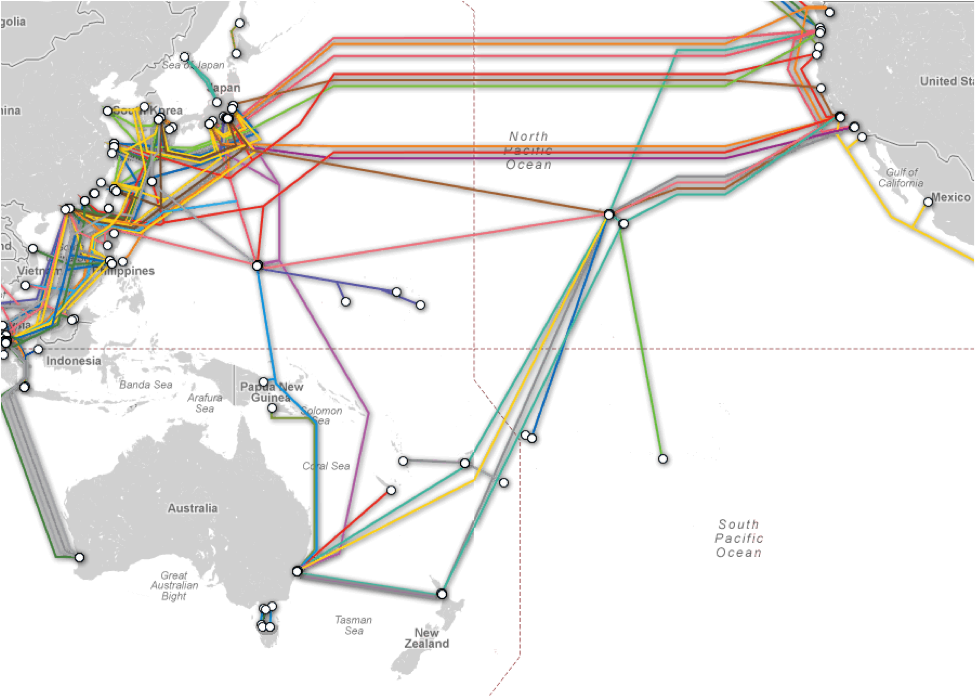 golia
Sea of Japan
Japan
hina
South Korea
United Sta
North
Pacific
Ocean
Gulf of
California
Mexico
Vietnam
Philippines
Indonesia
Banda Sea
Arafura
Sea
Papua New
Guinea
Solomon
Sea
Coral Sea
Australia
South
Pacific
Ocean
Great
Australian
Bight
Tasman
Sea
New
Zealand